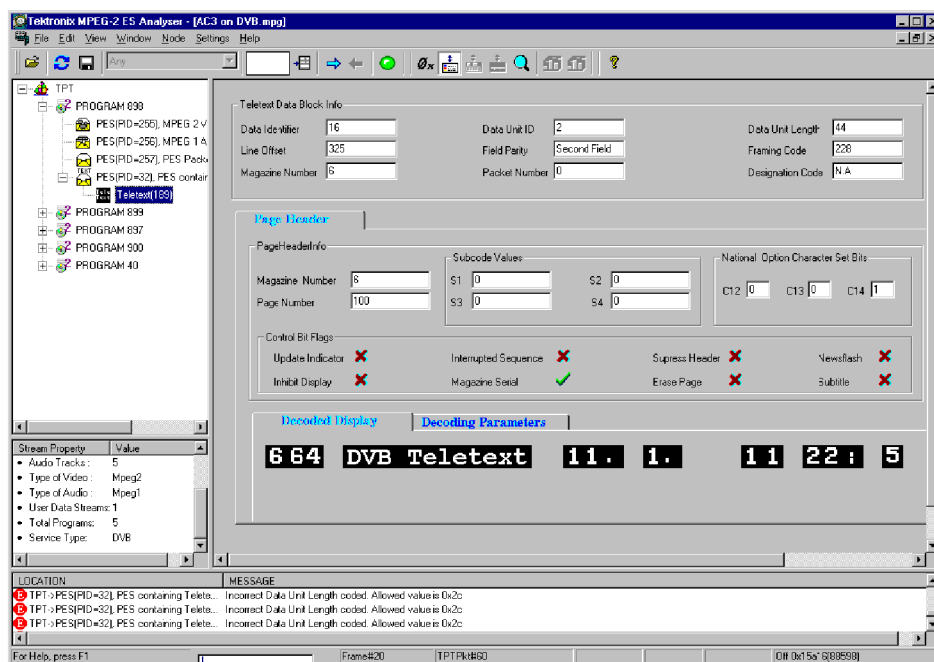 Tektronix MPEG-2 ES Analyser - [AC3 on DVB.mpg]
File Edit View Window Node Settings Help
Any
TPT
PROGRAM 898
PES(PID=255), MPEG 2 V
PES(PID=256), MPEG 1 A
PES(PID=257), PES Pack
PES(PID=32), PES contair
Teletext(189)
PROGRAM 899
PROGRAM 897
PROGRAM 900
PROGRAM 40
Teletext Data Block Info
Data Identifier 16 Data Unit ID 2 Data Unit Length 44
Line Offset 325 Field Parity Second Field Framing Code 228
Magazine Number 6 Packet Number 0 Designation Code N.A
Page Header
PageHeaderInfo
Subcode Values
National Option Character Set Bits
Magazine Number 6 S1 0 S2 0
C12 0 C13 0 C14 1
Page Number 100 S3 0 S4 0
Control Bit Flags
Update Indicator Interrupted Sequence Supress Header Newsflash
Inhibit Display Magazine Serial Erase Page Subtitle
Decoded Display Decoding Parameters
664 DVB Teletext 11. 1. 11 22: 5
Stream Property Value
Audio Tracks : 5
Type of Video : Mpeg2
Type of Audio : Mpeg1
User Data Streams: 1
Total Programs: 5
Service Type: DVB
LOCATION MESSAGE
TPT->PES(PID=32), PES containing Telete... Incorrect Data Unit Length coded. Allowed value is 0x2c
TPT->PES(PID=32), PES containing Telete... Incorrect Data Unit Length coded. Allowed value is 0x2c
TPT->PES(PID=32), PES containing Telete... Incorrect Data Unit Length coded. Allowed value is 0x2c
For Help, press F1 Frame#20 TPTPkt#60 Off 0x15a16(88598)